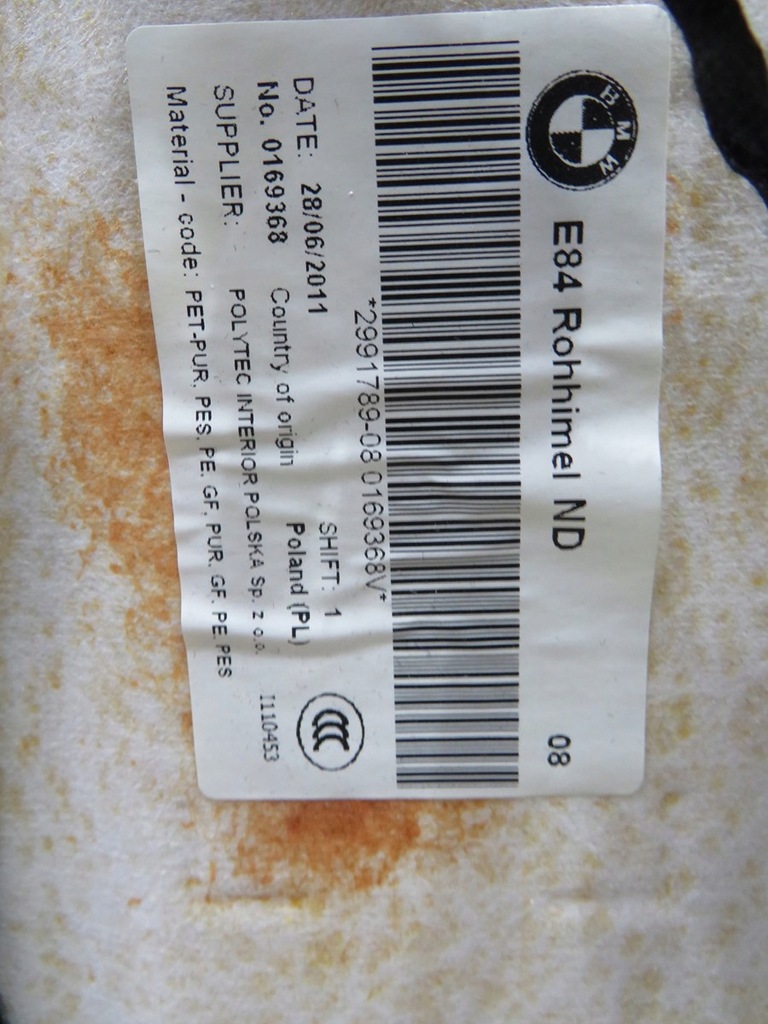 BMW
E84 Rohhimel ND 08
*2991789-08 0169368V*
DATE: 28/06/2011 SHIFT: 1
No. 0169368 Country of origin Poland (PL)
SUPPLIER: POLYTEC INTERIOR POLSKA Sp. z o.o.
Material - code: PET-PUR, PES, PE, GF, PUR, GF, PE, PES
CCC
I110453